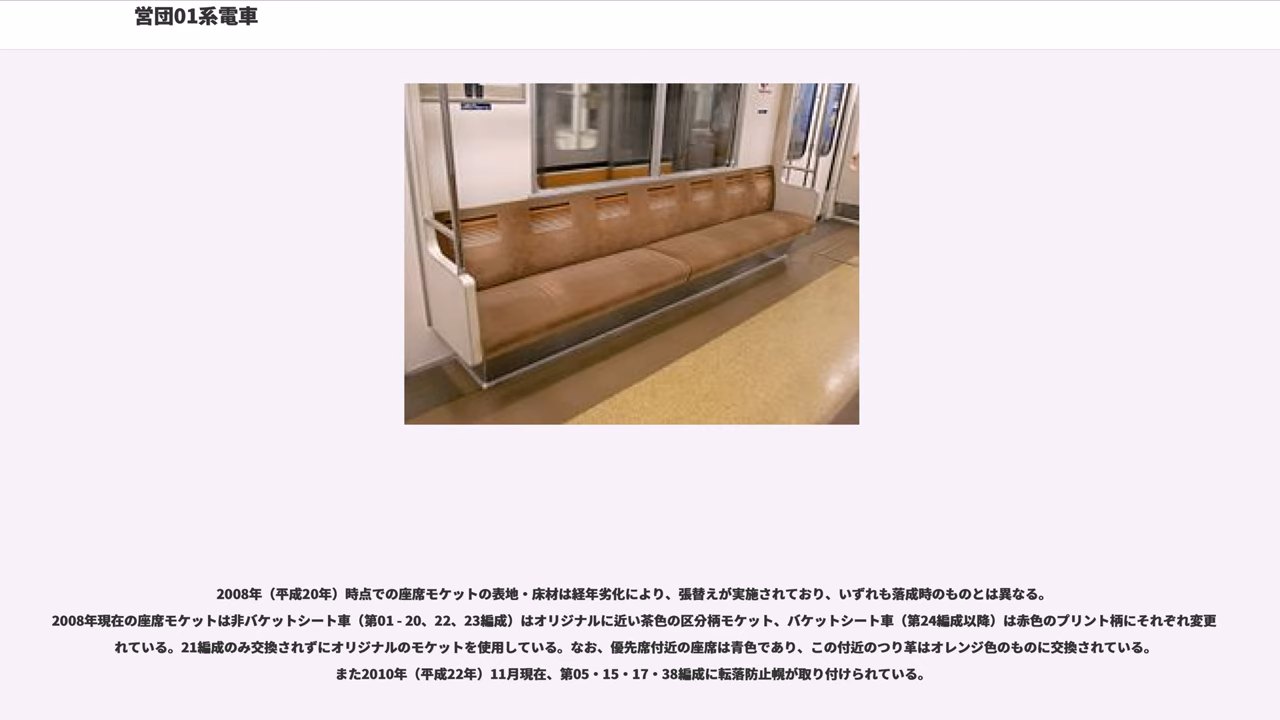 営団01系電車
2008年（平成20年）時点での座席モケットの表地・床材は経年劣化により、張替えが実施されており、いずれも落成時のものとは異なる。
2008年現在の座席モケットは非バケットシート車（第01 - 20、22、23編成）はオリジナルに近い茶色の区分柄モケット、バケットシート車（第24編成以降）は赤色のプリント柄にそれぞれ変更
れている。21編成のみ交換されずにオリジナルのモケットを使用している。なお、優先席付近の座席は青色であり、この付近のつり革はオレンジ色のものに交換されている。
また2010年（平成22年）11月現在、第05・15・17・38編成に転落防止幌が取り付けられている。